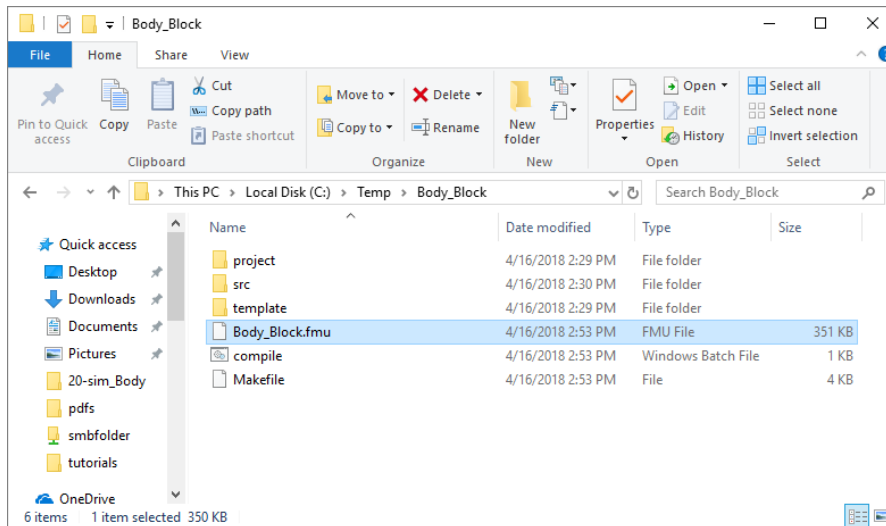 Body_Block
File Home Share View
Pin to Quick access
Copy
Paste
Cut
Copy path
Paste shortcut
Clipboard
Move to
Copy to
Delete
Rename
Organize
New folder
New
Properties
Open
Edit
History
Open
Select all
Select none
Invert selection
Select
This PC > Local Disk (C:) > Temp > Body_Block
Search Body_Block
Name Date modified Type Size
Quick access
Desktop
Downloads
Documents
Pictures
20-sim_Body
pdfs
smbfolder
tutorials
OneDrive
project 4/16/2018 2:29 PM File folder
src 4/16/2018 2:30 PM File folder
template 4/16/2018 2:29 PM File folder
Body_Block.fmu 4/16/2018 2:53 PM FMU File 351 KB
compile 4/16/2018 2:53 PM Windows Batch File 1 KB
Makefile 4/16/2018 2:53 PM File 4 KB
6 items 1 item selected 350 KB